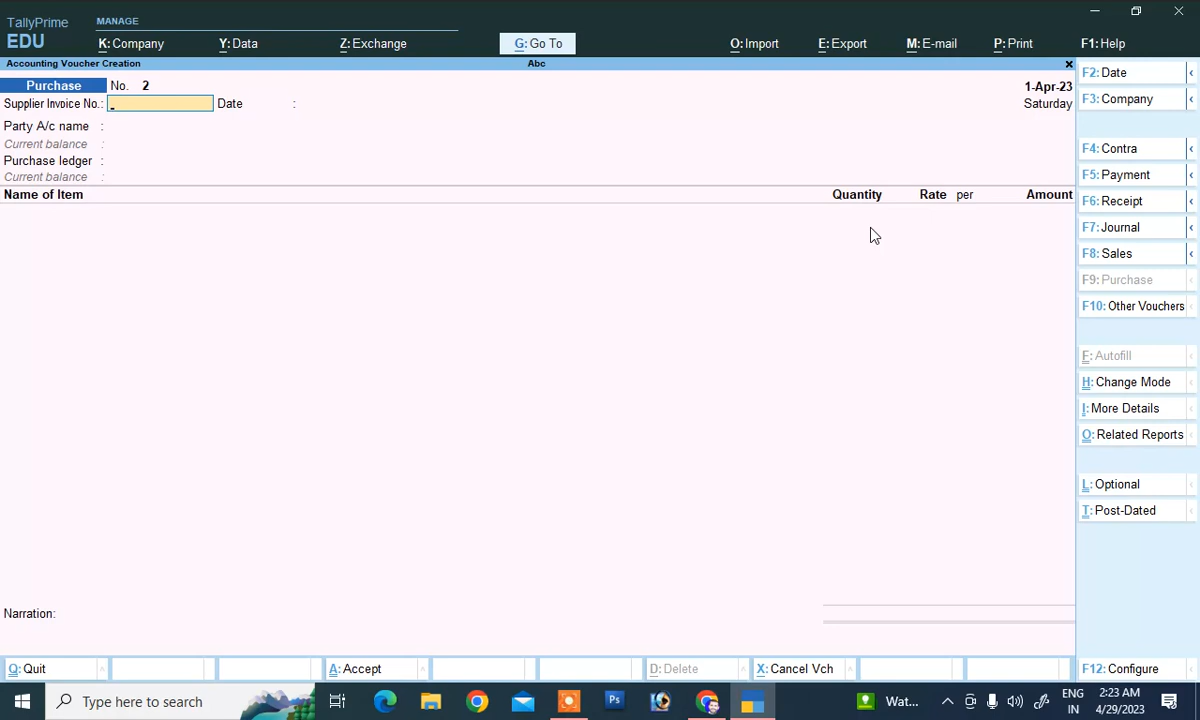 TallyPrime
EDU
MANAGE
K: Company
Y: Data
Z: Exchange
G: Go To
O: Import
E: Export
M: E-mail
P: Print
F1: Help
Accounting Voucher Creation
Abc
×
Purchase No. 2
1-Apr-23
Supplier Invoice No.: Date :
Saturday
Party A/c name :
Current balance :
Purchase ledger :
Current balance :
Name of Item Quantity Rate per Amount
Narration:
F2: Date
F3: Company
F4: Contra
F5: Payment
F6: Receipt
F7: Journal
F8: Sales
F9: Purchase
F10: Other Vouchers
F: Autofill
H: Change Mode
I: More Details
O: Related Reports
L: Optional
T: Post-Dated
F12: Configure
Q: Quit
A: Accept
D: Delete
X: Cancel Vch
Type here to search
Ps
Wat...
ENG
IN
2:23 AM
4/29/2023